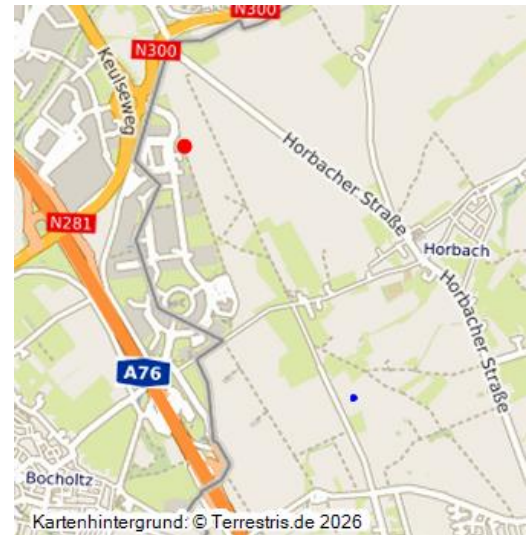 N300
N300
Keulseweg
Horbacher Straße
N281
Horbach
Horbacher Straße
A76
Bocholtz
Kartenhintergrund: © Terrestris.de 2026